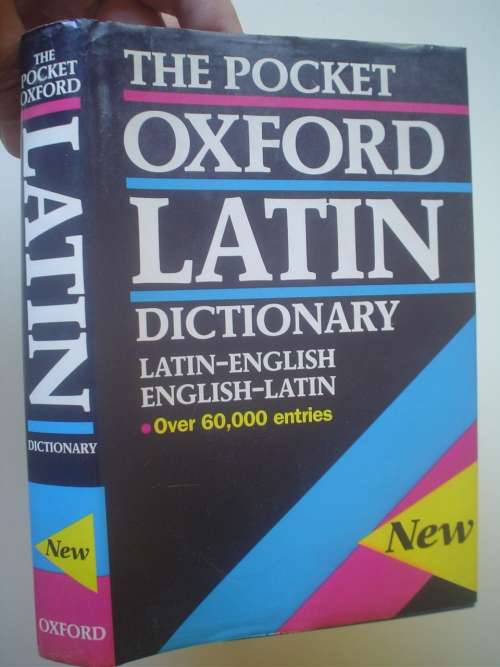 THE
POCKET
OXFORD
LATIN
DICTIONARY
New
OXFORD
THE POCKET
OXFORD
LATIN
DICTIONARY
LATIN–ENGLISH
ENGLISH–LATIN
• Over 60,000 entries
New